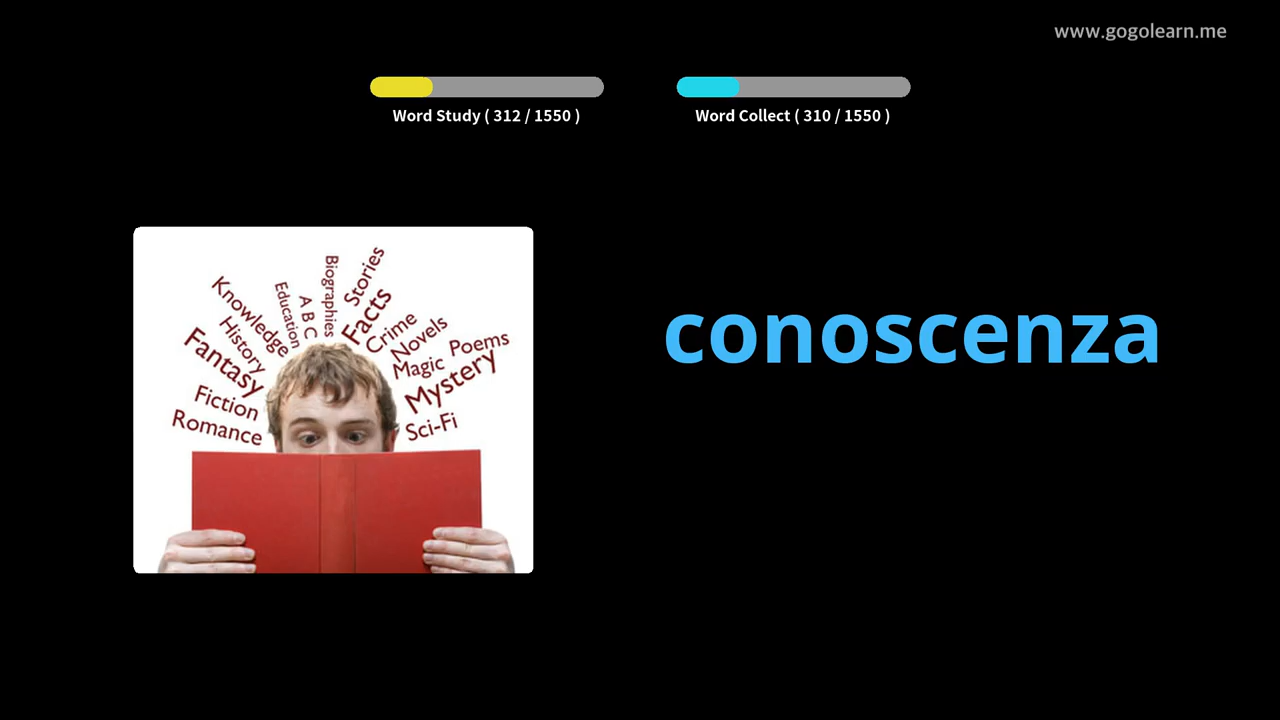 www.gogolearn.me
Word Study ( 312 / 1550 )
Word Collect ( 310 / 1550 )
conoscenza
Stories
Biographies
Facts
A B C
Education
Knowledge
Crime
History
Novels
Poems
Magic
Fantasy
Mystery
Fiction
Sci-Fi
Romance